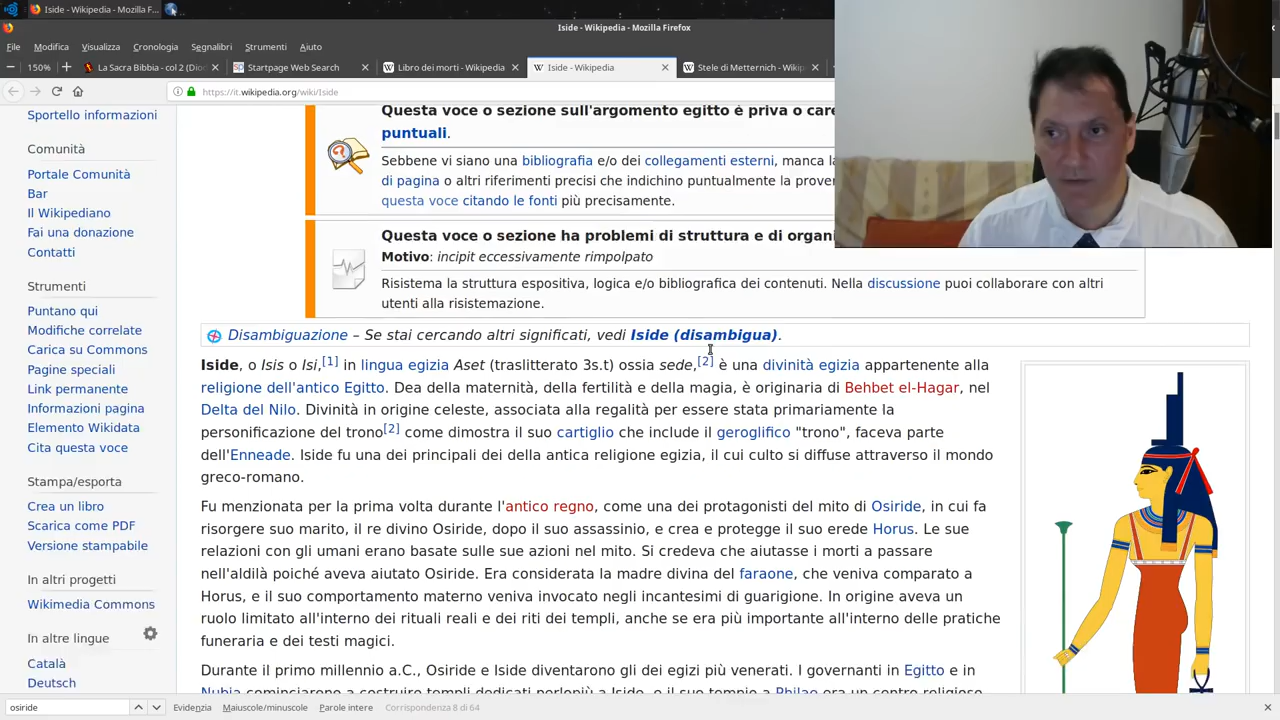 Iside - Wikipedia - Mozilla F...
Iside - Wikipedia - Mozilla Firefox
File Modifica Visualizza Cronologia Segnalibri Strumenti Aiuto
150% La Sacra Bibbia - col 2 (Dio Startpage Web Search Libro dei morti - Wikipedia Iside - Wikipedia Stele di Metternich - Wikip
https://it.wikipedia.org/wiki/Iside
Sportello informazioni
Comunità
Portale Comunità
Bar
Il Wikipediano
Fai una donazione
Contatti
Strumenti
Puntano qui
Modifiche correlate
Carica su Commons
Pagine speciali
Link permanente
Informazioni pagina
Elemento Wikidata
Cita questa voce
Stampa/esporta
Crea un libro
Scarica come PDF
Versione stampabile
In altri progetti
Wikimedia Commons
In altre lingue
Català
Deutsch
Questa voce o sezione sull'argomento egitto è priva o care
puntuali.
Sebbene vi siano una bibliografia e/o dei collegamenti esterni, manca la
di pagina o altri riferimenti precisi che indichino puntualmente la prover
questa voce citando le fonti più precisamente.
Questa voce o sezione ha problemi di struttura e di organi
Motivo: incipit eccessivamente rimpolpato
Risistema la struttura espositiva, logica e/o bibliografica dei contenuti. Nella discussione puoi collaborare con altri
utenti alla risistemazione.
Disambiguazione – Se stai cercando altri significati, vedi Iside (disambigua).
Iside, o Isis o Isi,[1] in lingua egizia Aset (traslitterato 3s.t) ossia sede,[2] è una divinità egizia appartenente alla
religione dell'antico Egitto. Dea della maternità, della fertilità e della magia, è originaria di Behbet el-Hagar, nel
Delta del Nilo. Divinità in origine celeste, associata alla regalità per essere stata primariamente la
personificazione del trono[2] come dimostra il suo cartiglio che include il geroglifico "trono", faceva parte
dell'Enneade. Iside fu una dei principali dei della antica religione egizia, il cui culto si diffuse attraverso il mondo
greco-romano.
Fu menzionata per la prima volta durante l'antico regno, come una dei protagonisti del mito di Osiride, in cui fa
risorgere suo marito, il re divino Osiride, dopo il suo assassinio, e crea e protegge il suo erede Horus. Le sue
relazioni con gli umani erano basate sulle sue azioni nel mito. Si credeva che aiutasse i morti a passare
nell'aldilà poiché aveva aiutato Osiride. Era considerata la madre divina del faraone, che veniva comparato a
Horus, e il suo comportamento materno veniva invocato negli incantesimi di guarigione. In origine aveva un
ruolo limitato all'interno dei rituali reali e dei riti dei templi, anche se era più importante all'interno delle pratiche
funeraria e dei testi magici.
Durante il primo millennio a.C., Osiride e Iside diventarono gli dei egizi più venerati. I governanti in Egitto e in
Nubia cominciarono a costruire templi dedicati perlopiù a Iside, e il suo tempio a Philae era un centro religioso
osiride Evidenzia Maiuscole/minuscole Parole intere Corrispondenza 8 di 64